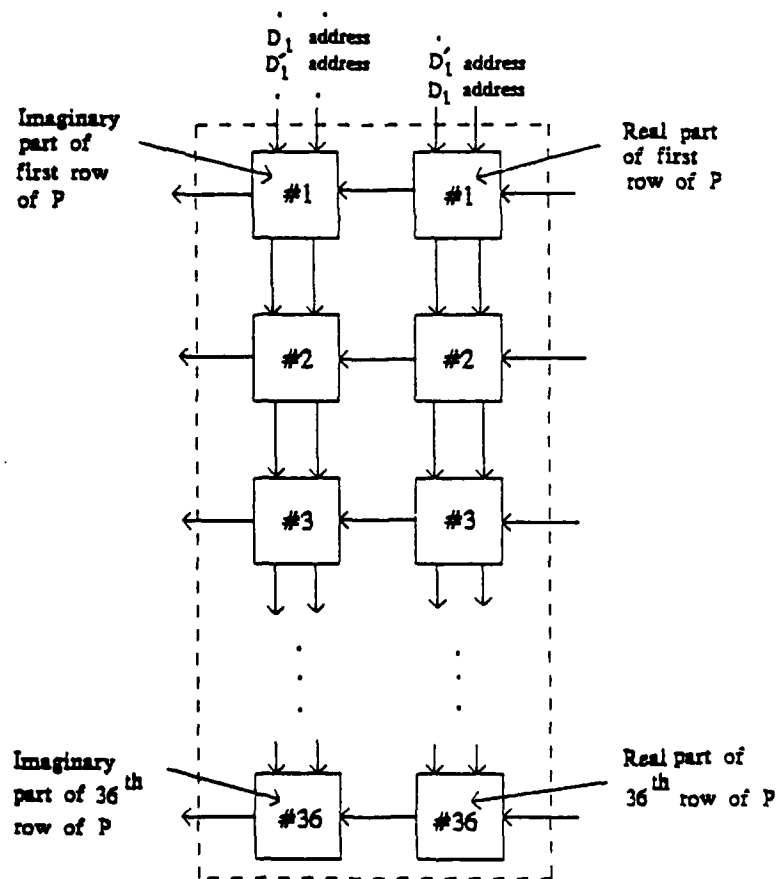 D₁ address
D₁′ address
D₁′ address
D₁ address
Imaginary
part of
first row
of P
Real part
of first
row of P
#1
#1
#2
#2
#3
#3
Imaginary
part of 36ᵗʰ
row of P
Real part of
36ᵗʰ row of P
#36
#36